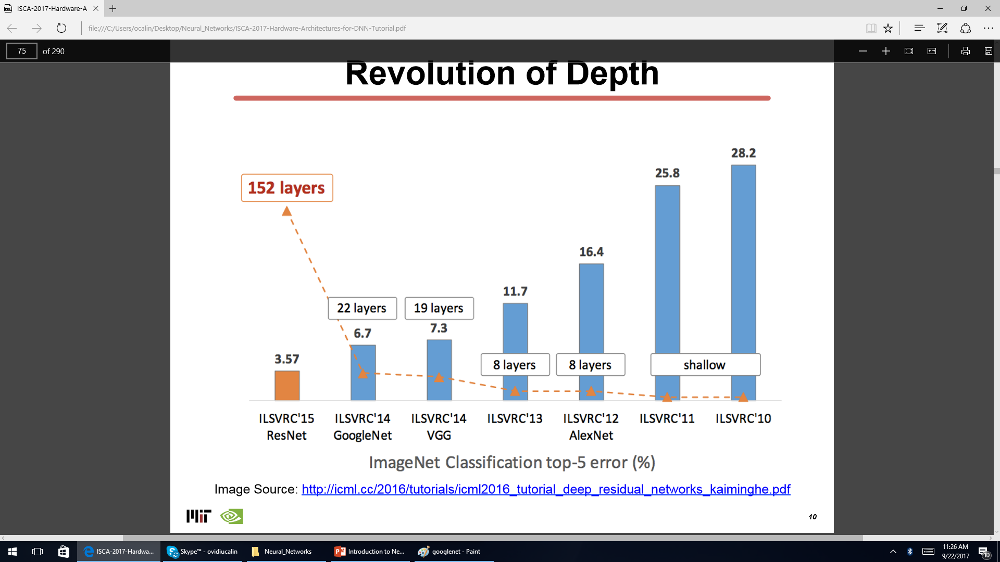 ISCA-2017-Hardware-A
file:///C:/Users/ocalin/Desktop/Neural_Networks/ISCA-2017-Hardware-Architectures-for-DNN-Tutorial.pdf
75 of 290
Revolution of Depth
28.2
25.8
152 layers
16.4
11.7
22 layers
19 layers
7.3
6.7
3.57
8 layers
8 layers
shallow
ILSVRC'15 ResNet
ILSVRC'14 GoogleNet
ILSVRC'14 VGG
ILSVRC'13
ILSVRC'12 AlexNet
ILSVRC'11
ILSVRC'10
ImageNet Classification top-5 error (%)
Image Source: http://icml.cc/2016/tutorials/icml2016_tutorial_deep_residual_networks_kaiminghe.pdf
MIT
10
ISCA-2017-Hardwa...
Skype™ - ovidiucalin
Neural_Networks
Introduction to Ne...
googlenet - Paint
11:26 AM
9/22/2017
10